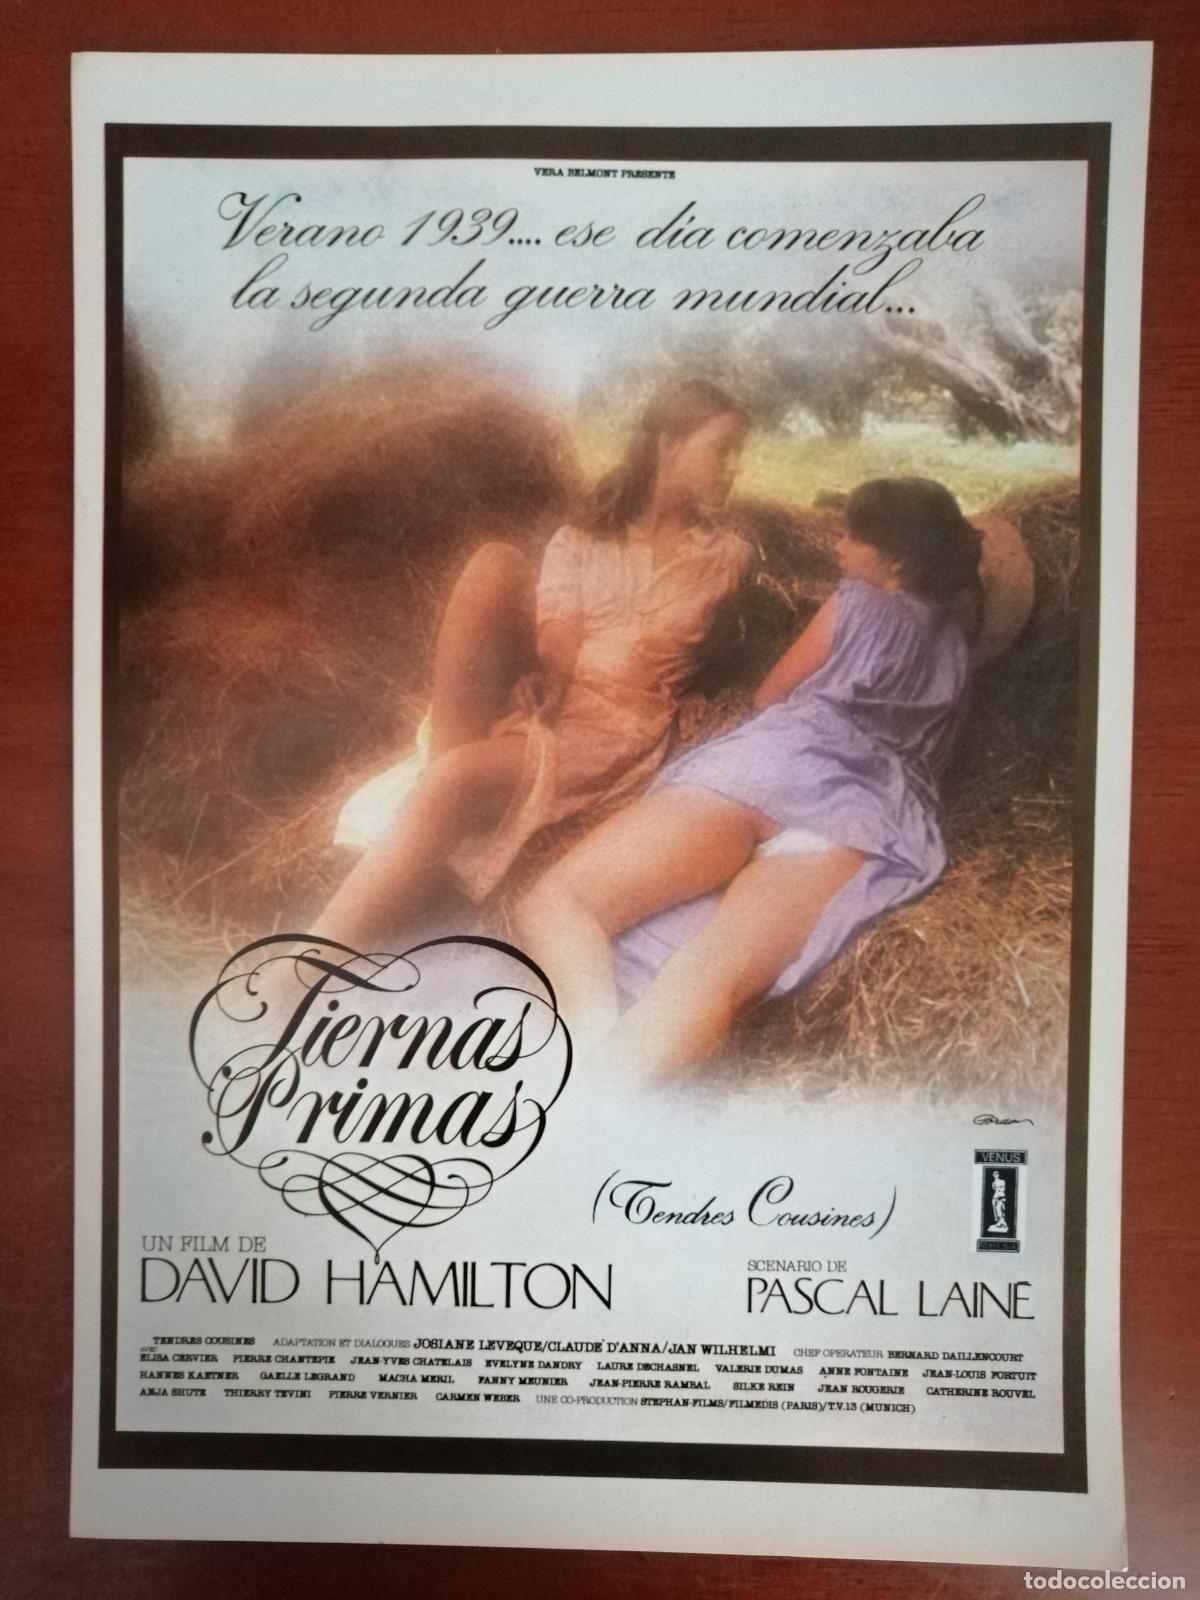 VERA BELMONT PRESENTE
Verano 1939.... ese día comenzaba
la segunda guerra mundial...
Tiernas
Primas
(Tendres Cousines)
VENUS
UN FILM DE
DAVID HAMILTON
SCENARIO DE
PASCAL LAINÉ
TENDRES COUSINES ADAPTATION ET DIALOGUES JOSIANE LEVEQUE/CLAUDE D'ANNA/JAN WILHELMI CHEF OPERATEUR BERNARD DAILLENCOURT
AVEC
ELISA CERVIER PIERRE CHANTEPIE JEAN-YVES CHATELAIS EVELYNE DANDRY LAURE DECHASNEL VALERIE DUMAS ANNE FONTAINE JEAN-LOUIS FORTUIT
HANNES KAETNER GAELLE LEGRAND MACHA MERIL FANNY MEUNIER JEAN-PIERRE RAMBAL SILKE REIN JEAN ROUGERIE CATHERINE ROUVEL
ANJA SHUTE THIERRY TEVINI PIERRE VERNIER CARMEN WEBER UNE CO-PRODUCTION STEPHAN-FILMS/FILMEDIS (PARIS)/T.V.13 (MUNICH)
todocoleccion